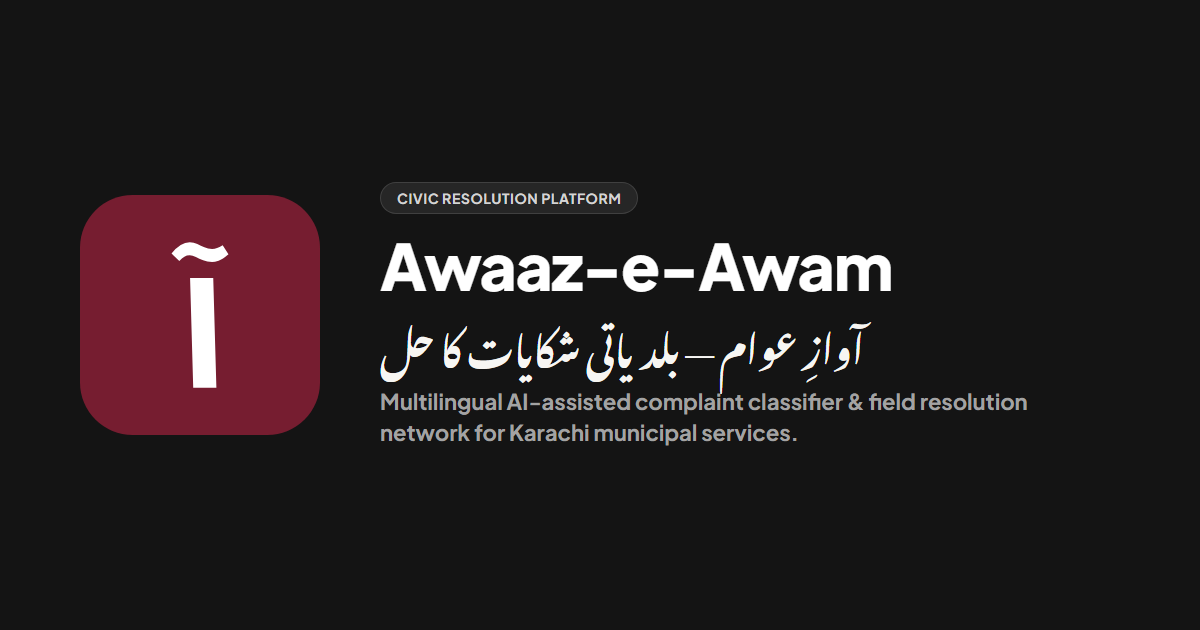 آ
CIVIC RESOLUTION PLATFORM
Awaaz-e-Awam
آوازِ عوام — بلدیاتی شکایات کا حل
Multilingual AI-assisted complaint classifier & field resolution
network for Karachi municipal services.